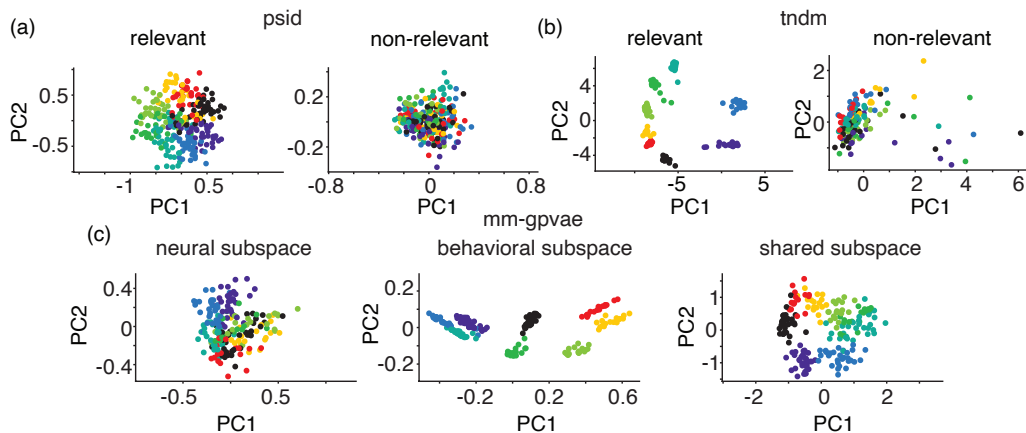 (a)
psid
relevant
non-relevant
PC2
0.5
-0.5
-1
0.5
PC1
0.2
-0.2
-0.8
0
0.8
PC1
(b)
tndm
relevant
non-relevant
PC2
4
0
-4
-5
5
PC1
2
0
0
2
4
6
PC1
mm-gpvae
(c)
neural subspace
behavioral subspace
shared subspace
PC2
0.4
0
-0.4
-0.5
0.5
PC1
PC2
0.2
0
-0.2
-0.2
0.2
0.6
PC1
PC2
1
0
-1
-2
0
2
PC1